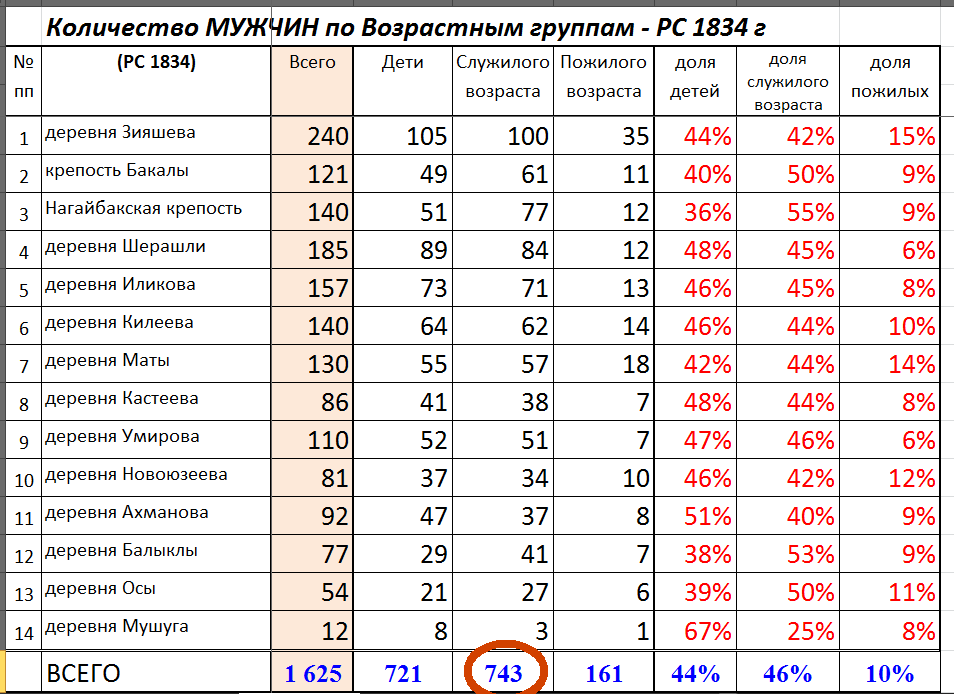 Количество МУЖЧИН по Возрастным группам - РС 1834 г
№ пп (РС 1834) Всего Дети Служилого возраста Пожилого возраста доля детей доля служилого возраста доля пожилых
1 деревня Зияшева 240 105 100 35 44% 42% 15%
2 крепость Бакалы 121 49 61 11 40% 50% 9%
3 Нагайбакская крепость 140 51 77 12 36% 55% 9%
4 деревня Шерашли 185 89 84 12 48% 45% 6%
5 деревня Иликова 157 73 71 13 46% 45% 8%
6 деревня Килеева 140 64 62 14 46% 44% 10%
7 деревня Маты 130 55 57 18 42% 44% 14%
8 деревня Кастеева 86 41 38 7 48% 44% 8%
9 деревня Умирова 110 52 51 7 47% 46% 6%
10 деревня Новоюзеева 81 37 34 10 46% 42% 12%
11 деревня Ахманова 92 47 37 8 51% 40% 9%
12 деревня Балыклы 77 29 41 7 38% 53% 9%
13 деревня Осы 54 21 27 6 39% 50% 11%
14 деревня Мушуга 12 8 3 1 67% 25% 8%
ВСЕГО 1 625 721 743 161 44% 46% 10%